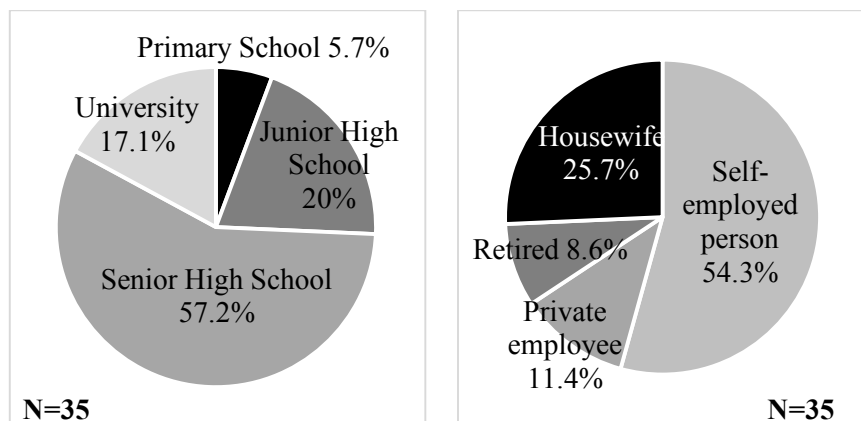 Primary School 5.7%
University
17.1%
Junior High
School
20%
Senior High School
57.2%
N=35
Housewife
25.7%
Self-
employed
person
54.3%
Retired 8.6%
Private
employee
11.4%
N=35